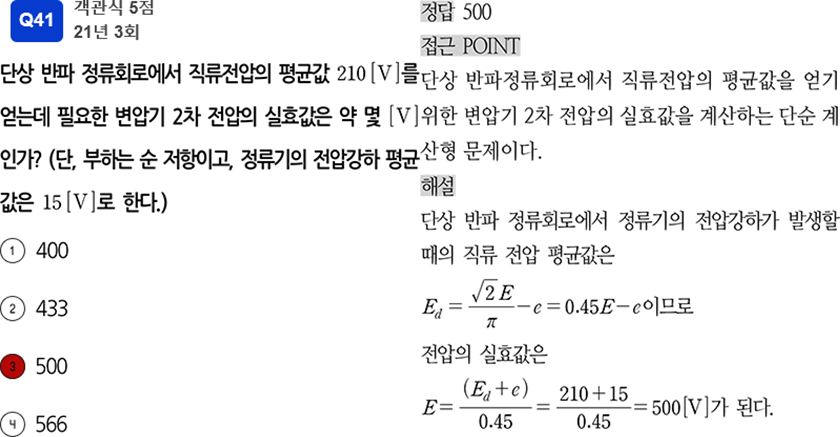 Q41
객관식 5점
21년 3회
단상 반파 정류회로에서 직류전압의 평균값 210[V]를
얻는데 필요한 변압기 2차 전압의 실효값은 약 몇 [V]
인가? (단, 부하는 순 저항이고, 정류기의 전압강하 평균
값은 15[V]로 한다.)
1 400
2 433
3 500
4 566
정답 500
접근 POINT
단상 반파정류회로에서 직류전압의 평균값을 얻기
위한 변압기 2차 전압의 실효값을 계산하는 단순 계
산형 문제이다.
해설
단상 반파 정류회로에서 정류기의 전압강하가 발생할
때의 직류 전압 평균값은
E_d = √2E/π − e = 0.45E − e이므로
전압의 실효값은
E = (E_d + e)/0.45 = 210+15/0.45 = 500[V]가 된다.